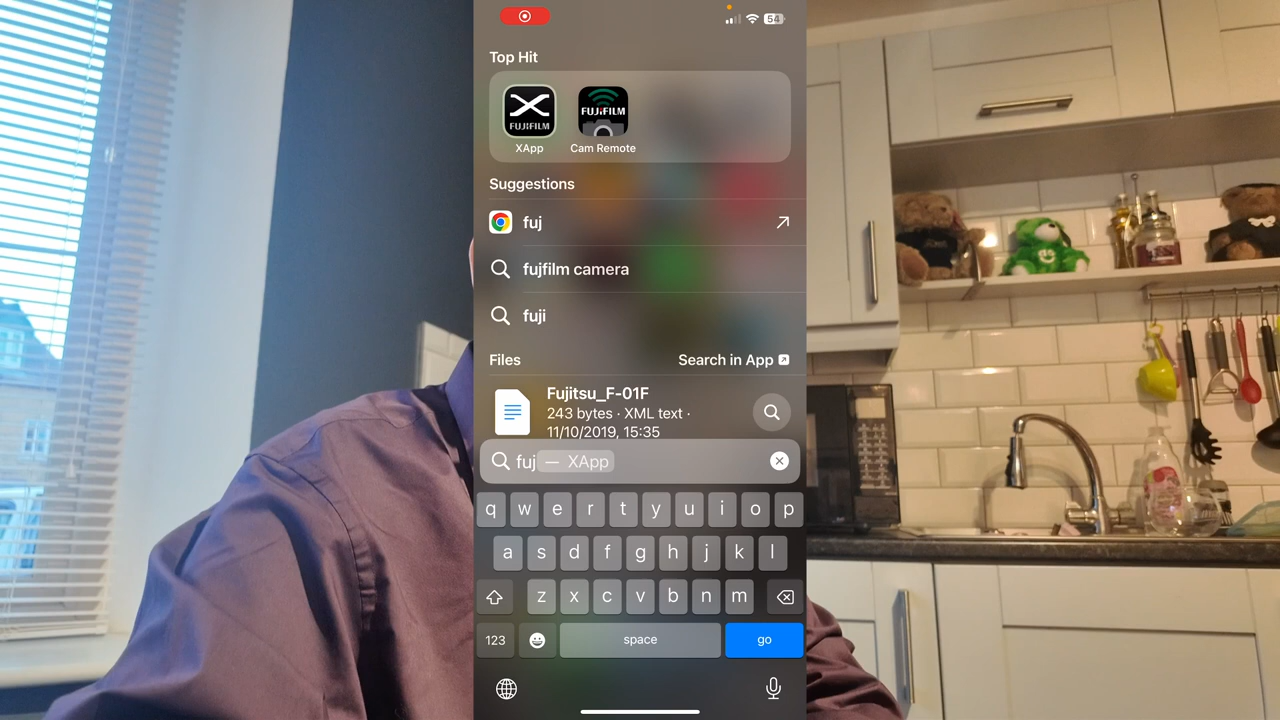 54
Top Hit
FUJIFILM
FUJIFILM
XApp
Cam Remote
Suggestions
fuj
fujfilm camera
fuji
Files
Search in App
Fujitsu_F-01F
243 bytes · XML text ·
11/10/2019, 15:35
fuj — XApp
q w e r t y u i o p
a s d f g h j k l
z x c v b n m
123
space
go